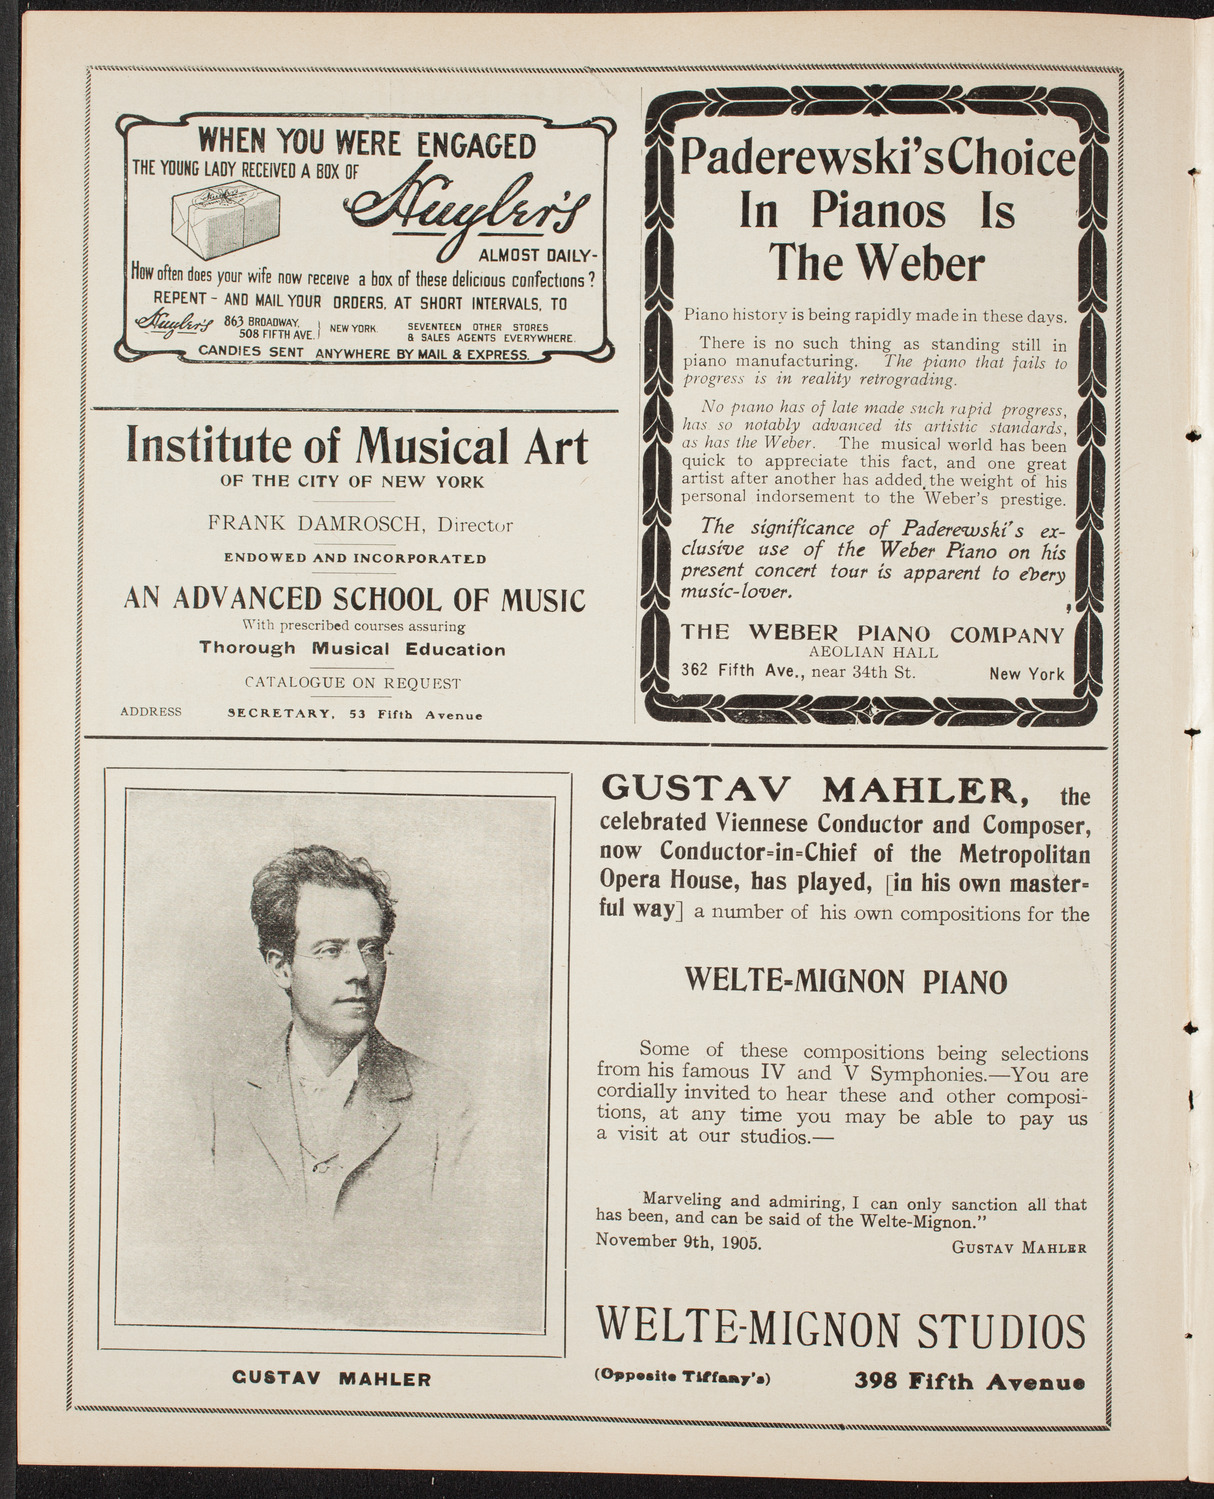 WHEN YOU WERE ENGAGED
THE YOUNG LADY RECEIVED A BOX OF
Huyler's
ALMOST DAILY-
How often does your wife now receive a box of these delicious confections?
REPENT - AND MAIL YOUR ORDERS, AT SHORT INTERVALS, TO
Huyler's 863 BROADWAY, 508 FIFTH AVE. NEW YORK
SEVENTEEN OTHER STORES
& SALES AGENTS EVERYWHERE.
CANDIES SENT ANYWHERE BY MAIL & EXPRESS.
Institute of Musical Art
OF THE CITY OF NEW YORK
FRANK DAMROSCH, Director
ENDOWED AND INCORPORATED
AN ADVANCED SCHOOL OF MUSIC
With prescribed courses assuring
Thorough Musical Education
CATALOGUE ON REQUEST
ADDRESS SECRETARY, 53 Fifth Avenue
Paderewski's Choice
In Pianos Is
The Weber
Piano history is being rapidly made in these days.
There is no such thing as standing still in
piano manufacturing. The piano that fails to
progress is in reality retrograding.
No piano has of late made such rapid progress,
has so notably advanced its artistic standards,
as has the Weber. The musical world has been
quick to appreciate this fact, and one great
artist after another has added the weight of his
personal indorsement to the Weber's prestige.
The significance of Paderewski's ex-
clusive use of the Weber Piano on his
present concert tour is apparent to every
music-lover.
THE WEBER PIANO COMPANY
AEOLIAN HALL
362 Fifth Ave., near 34th St. New York
GUSTAV MAHLER, the
celebrated Viennese Conductor and Composer,
now Conductor=in=Chief of the Metropolitan
Opera House, has played, [in his own master=
ful way] a number of his own compositions for the
WELTE=MIGNON PIANO
Some of these compositions being selections
from his famous IV and V Symphonies.—You are
cordially invited to hear these and other composi-
tions, at any time you may be able to pay us
a visit at our studios.—
Marveling and admiring, I can only sanction all that
has been, and can be said of the Welte-Mignon."
November 9th, 1905. GUSTAV MAHLER
WELTE-MIGNON STUDIOS
(Opposite Tiffany's) 398 Fifth Avenue
GUSTAV MAHLER